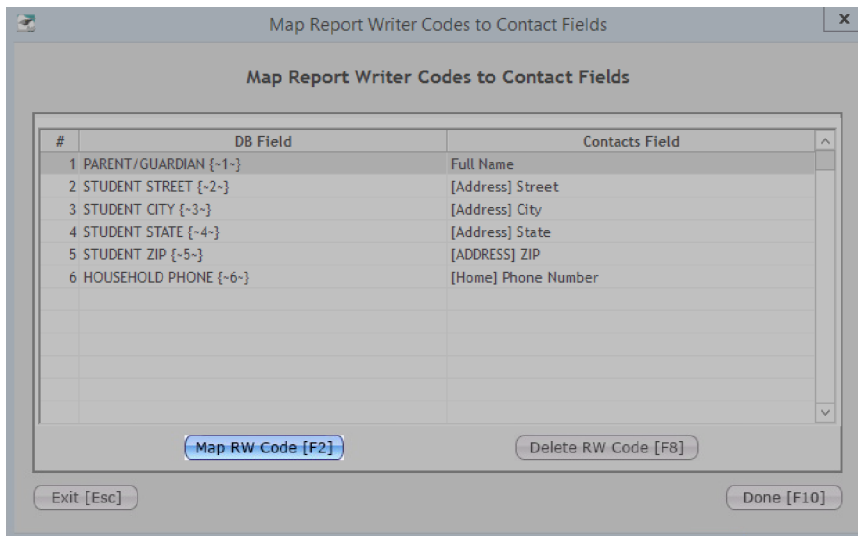 Map Report Writer Codes to Contact Fields
x
Map Report Writer Codes to Contact Fields
# DB Field Contacts Field
1 PARENT/GUARDIAN {~1~} Full Name
2 STUDENT STREET {~2~} [Address] Street
3 STUDENT CITY {~3~} [Address] City
4 STUDENT STATE {~4~} [Address] State
5 STUDENT ZIP {~5~} [ADDRESS] ZIP
6 HOUSEHOLD PHONE {~6~} [Home] Phone Number
Map RW Code [F2] Delete RW Code [F8]
Exit [Esc] Done [F10]